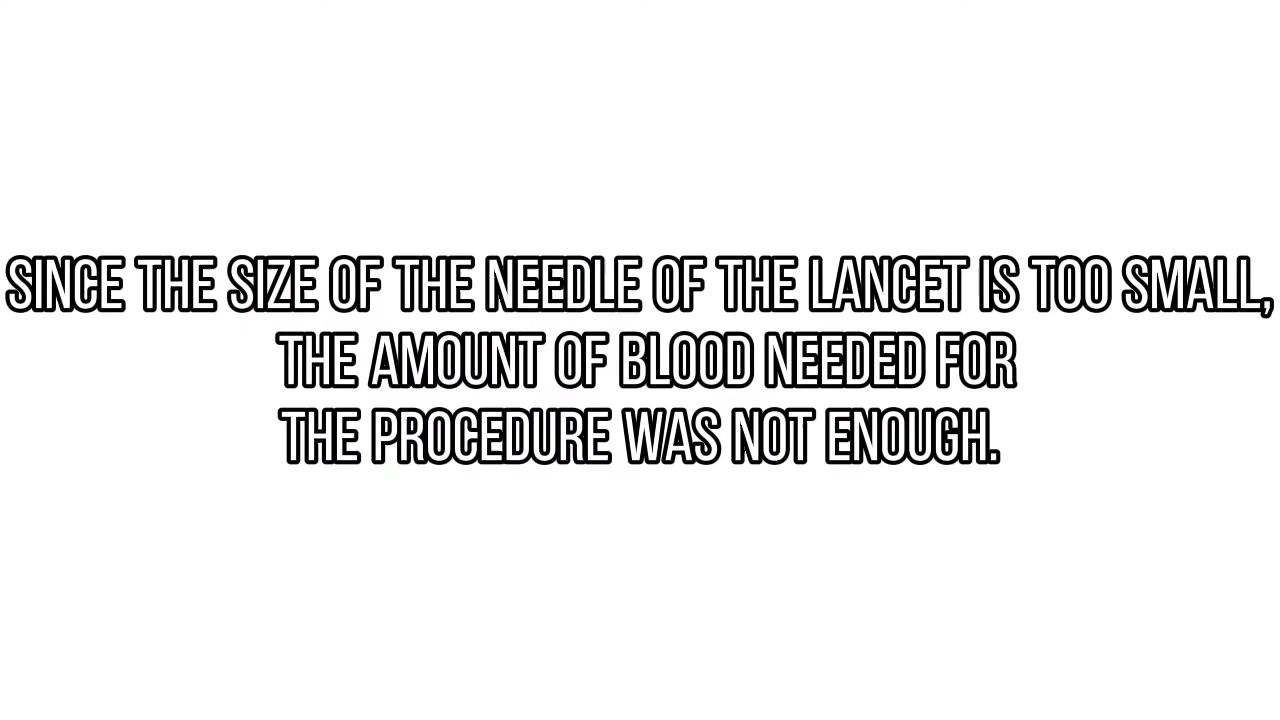 SINCE THE SIZE OF THE NEEDLE OF THE LANCET IS TOO SMALL,
THE AMOUNT OF BLOOD NEEDED FOR
THE PROCEDURE WAS NOT ENOUGH.